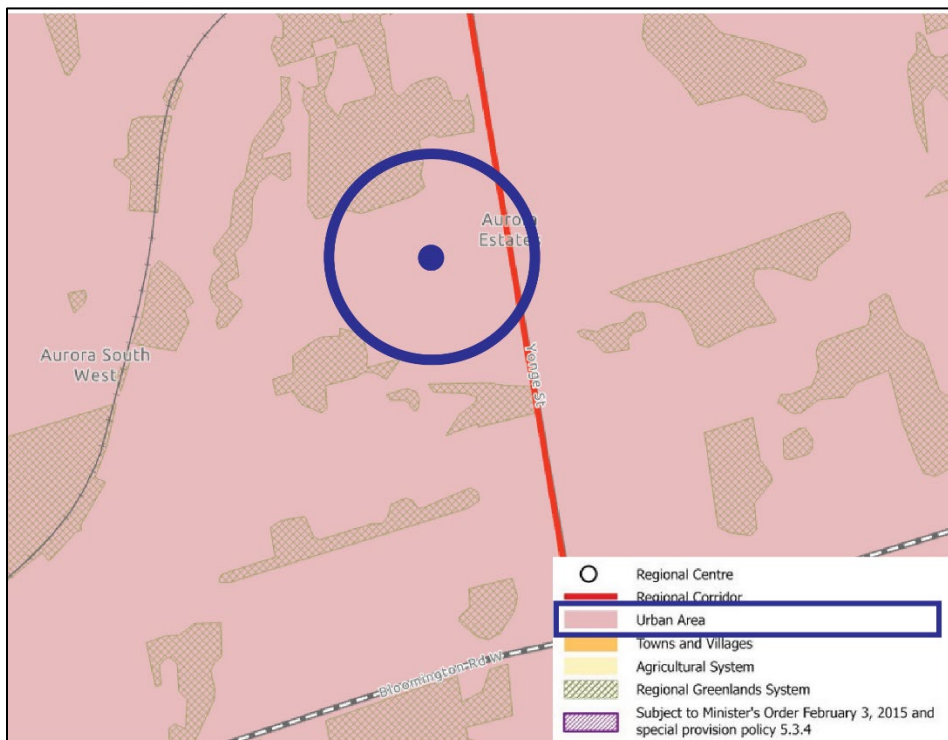 Aurora
Estates
Aurora South
West
Yonge St
Bloomington Rd W
Regional Centre
Regional Corridor
Urban Area
Towns and Villages
Agricultural System
Regional Greenlands System
Subject to Minister's Order February 3, 2015 and
special provision policy 5.3.4